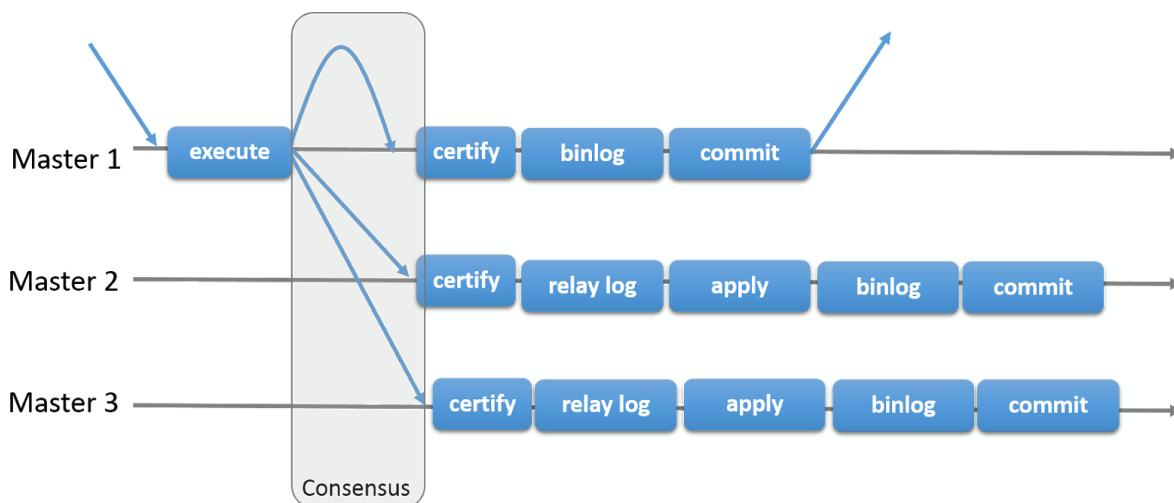 Master 1 execute certify binlog commit
Master 2 certify relay log apply binlog commit
Master 3 certify relay log apply binlog commit
Consensus